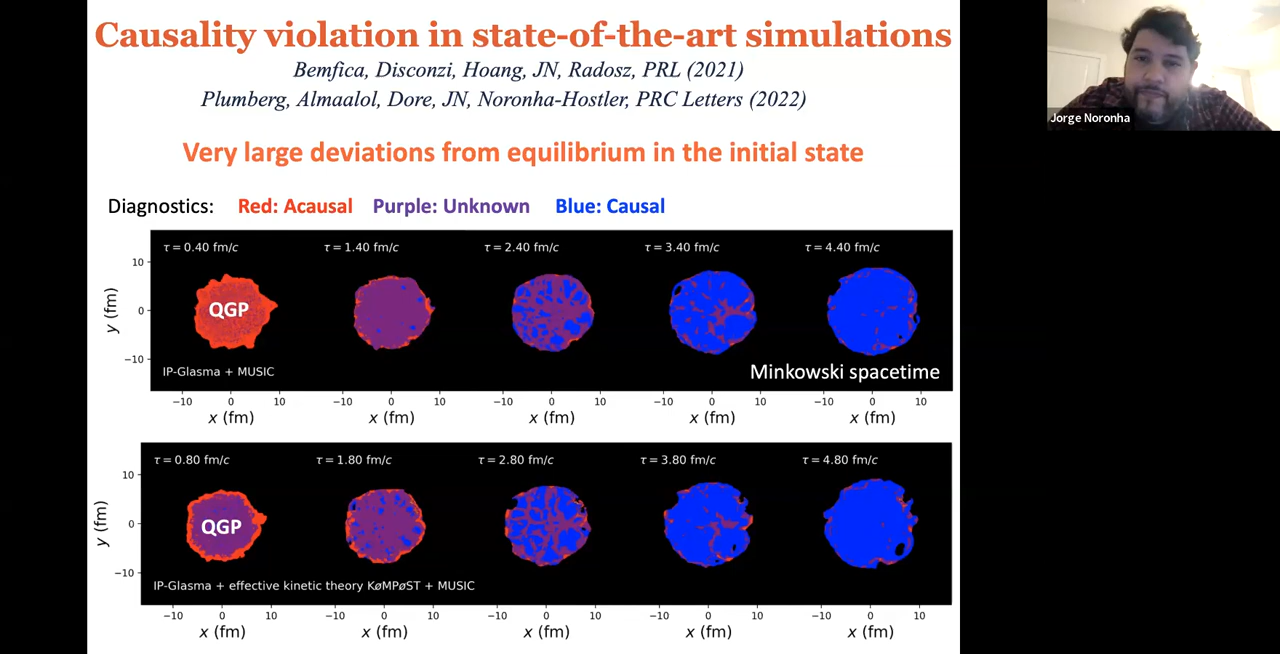 Causality violation in state-of-the-art simulations
Bemfica, Disconzi, Hoang, JN, Radosz, PRL (2021)
Plumberg, Almaalol, Dore, JN, Noronha-Hostler, PRC Letters (2022)
Jorge Noronha
Very large deviations from equilibrium in the initial state
Diagnostics: Red: Acausal Purple: Unknown Blue: Causal
τ = 0.40 fm/c τ = 1.40 fm/c τ = 2.40 fm/c τ = 3.40 fm/c τ = 4.40 fm/c
10
QGP
0
y (fm)
−10
IP-Glasma + MUSIC
Minkowski spacetime
−10 0 10 −10 0 10 −10 0 10 −10 0 10 −10 0 10
x (fm) x (fm) x (fm) x (fm) x (fm)
τ = 0.80 fm/c τ = 1.80 fm/c τ = 2.80 fm/c τ = 3.80 fm/c τ = 4.80 fm/c
10
QGP
0
y (fm)
−10
IP-Glasma + effective kinetic theory KøMPøST + MUSIC
−10 0 10 −10 0 10 −10 0 10 −10 0 10 −10 0 10
x (fm) x (fm) x (fm) x (fm) x (fm)